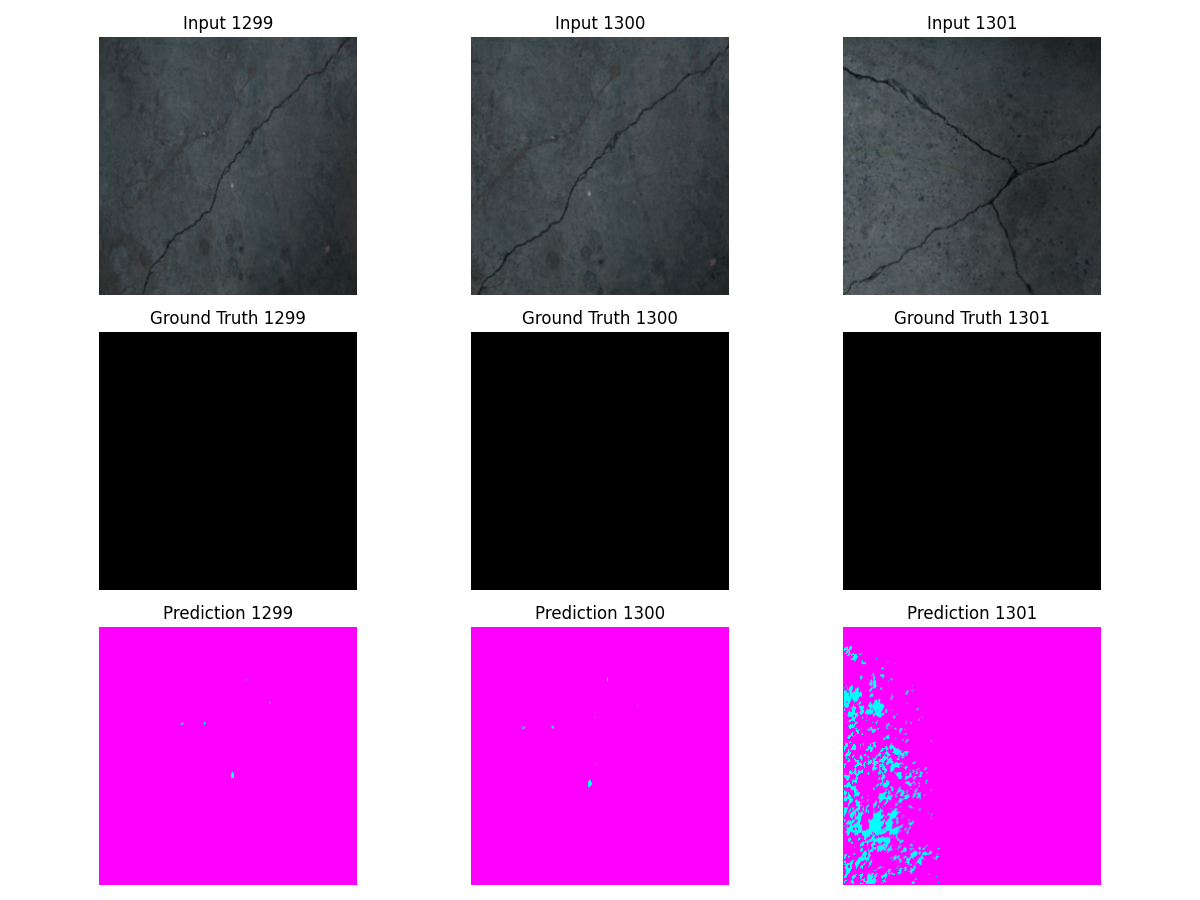 Input 1299
Input 1300
Input 1301
Ground Truth 1299
Ground Truth 1300
Ground Truth 1301
Prediction 1299
Prediction 1300
Prediction 1301